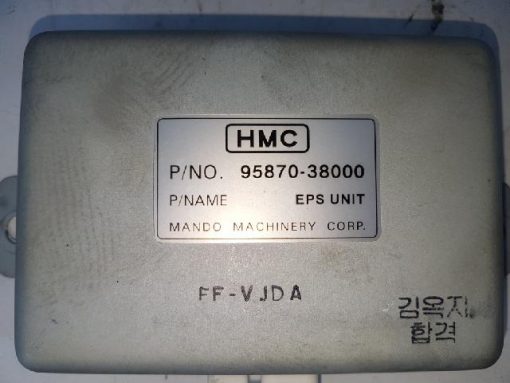 HMC
P/NO. 95870-38000
P/NAME EPS UNIT
MANDO MACHINERY CORP.
FF-VJDA
김옥지
합격